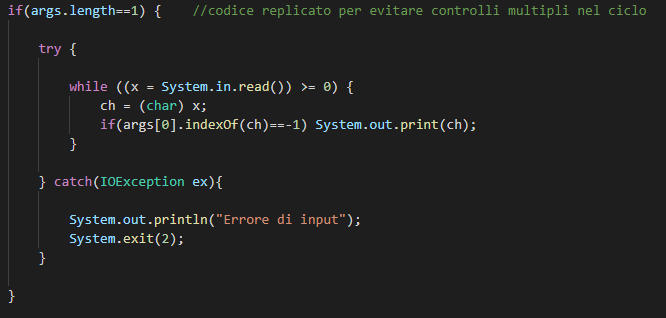 if(args.length==1) {    //codice replicato per evitare controlli multipli nel ciclo
try {
while ((x = System.in.read()) >= 0) {
ch = (char) x;
if(args[0].indexOf(ch)==-1) System.out.print(ch);
}
} catch(IOException ex){
System.out.println("Errore di input");
System.exit(2);
}
}